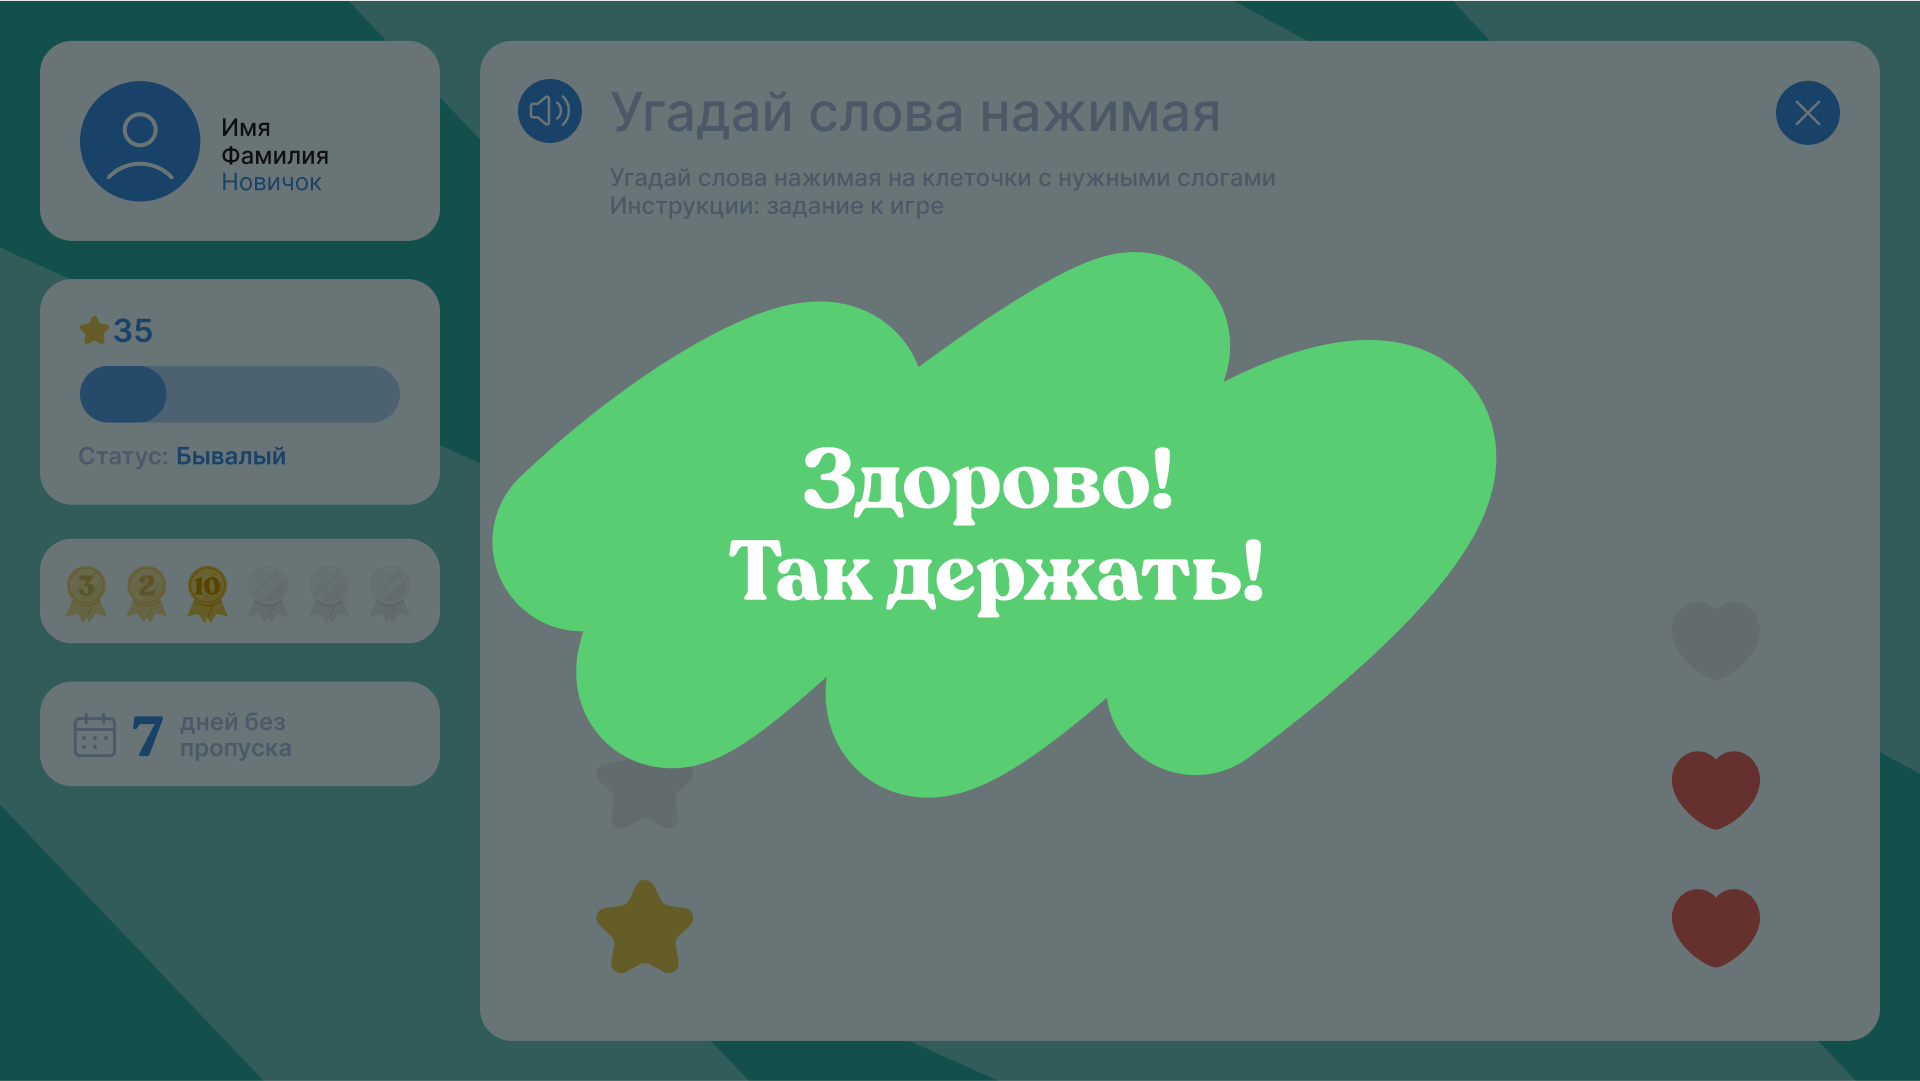 Имя
Фамилия
Новичок
35
Статус: Бывалый
3 2 10
7 дней без
пропуска
Угадай слова нажимая
Угадай слова нажимая на клеточки с нужными слогами
Инструкции: задание к игре
Здорово!
Так держать!